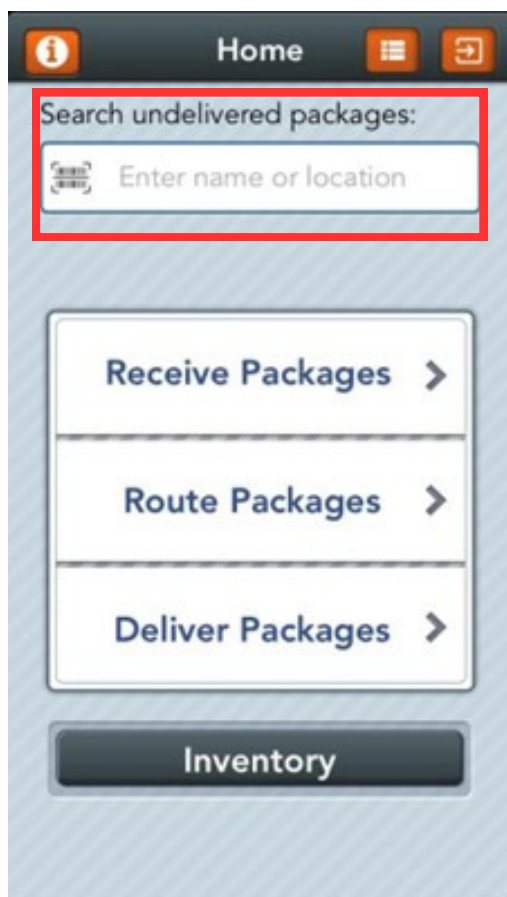 Home
Search undelivered packages:
Enter name or location
Receive Packages
Route Packages
Deliver Packages
Inventory